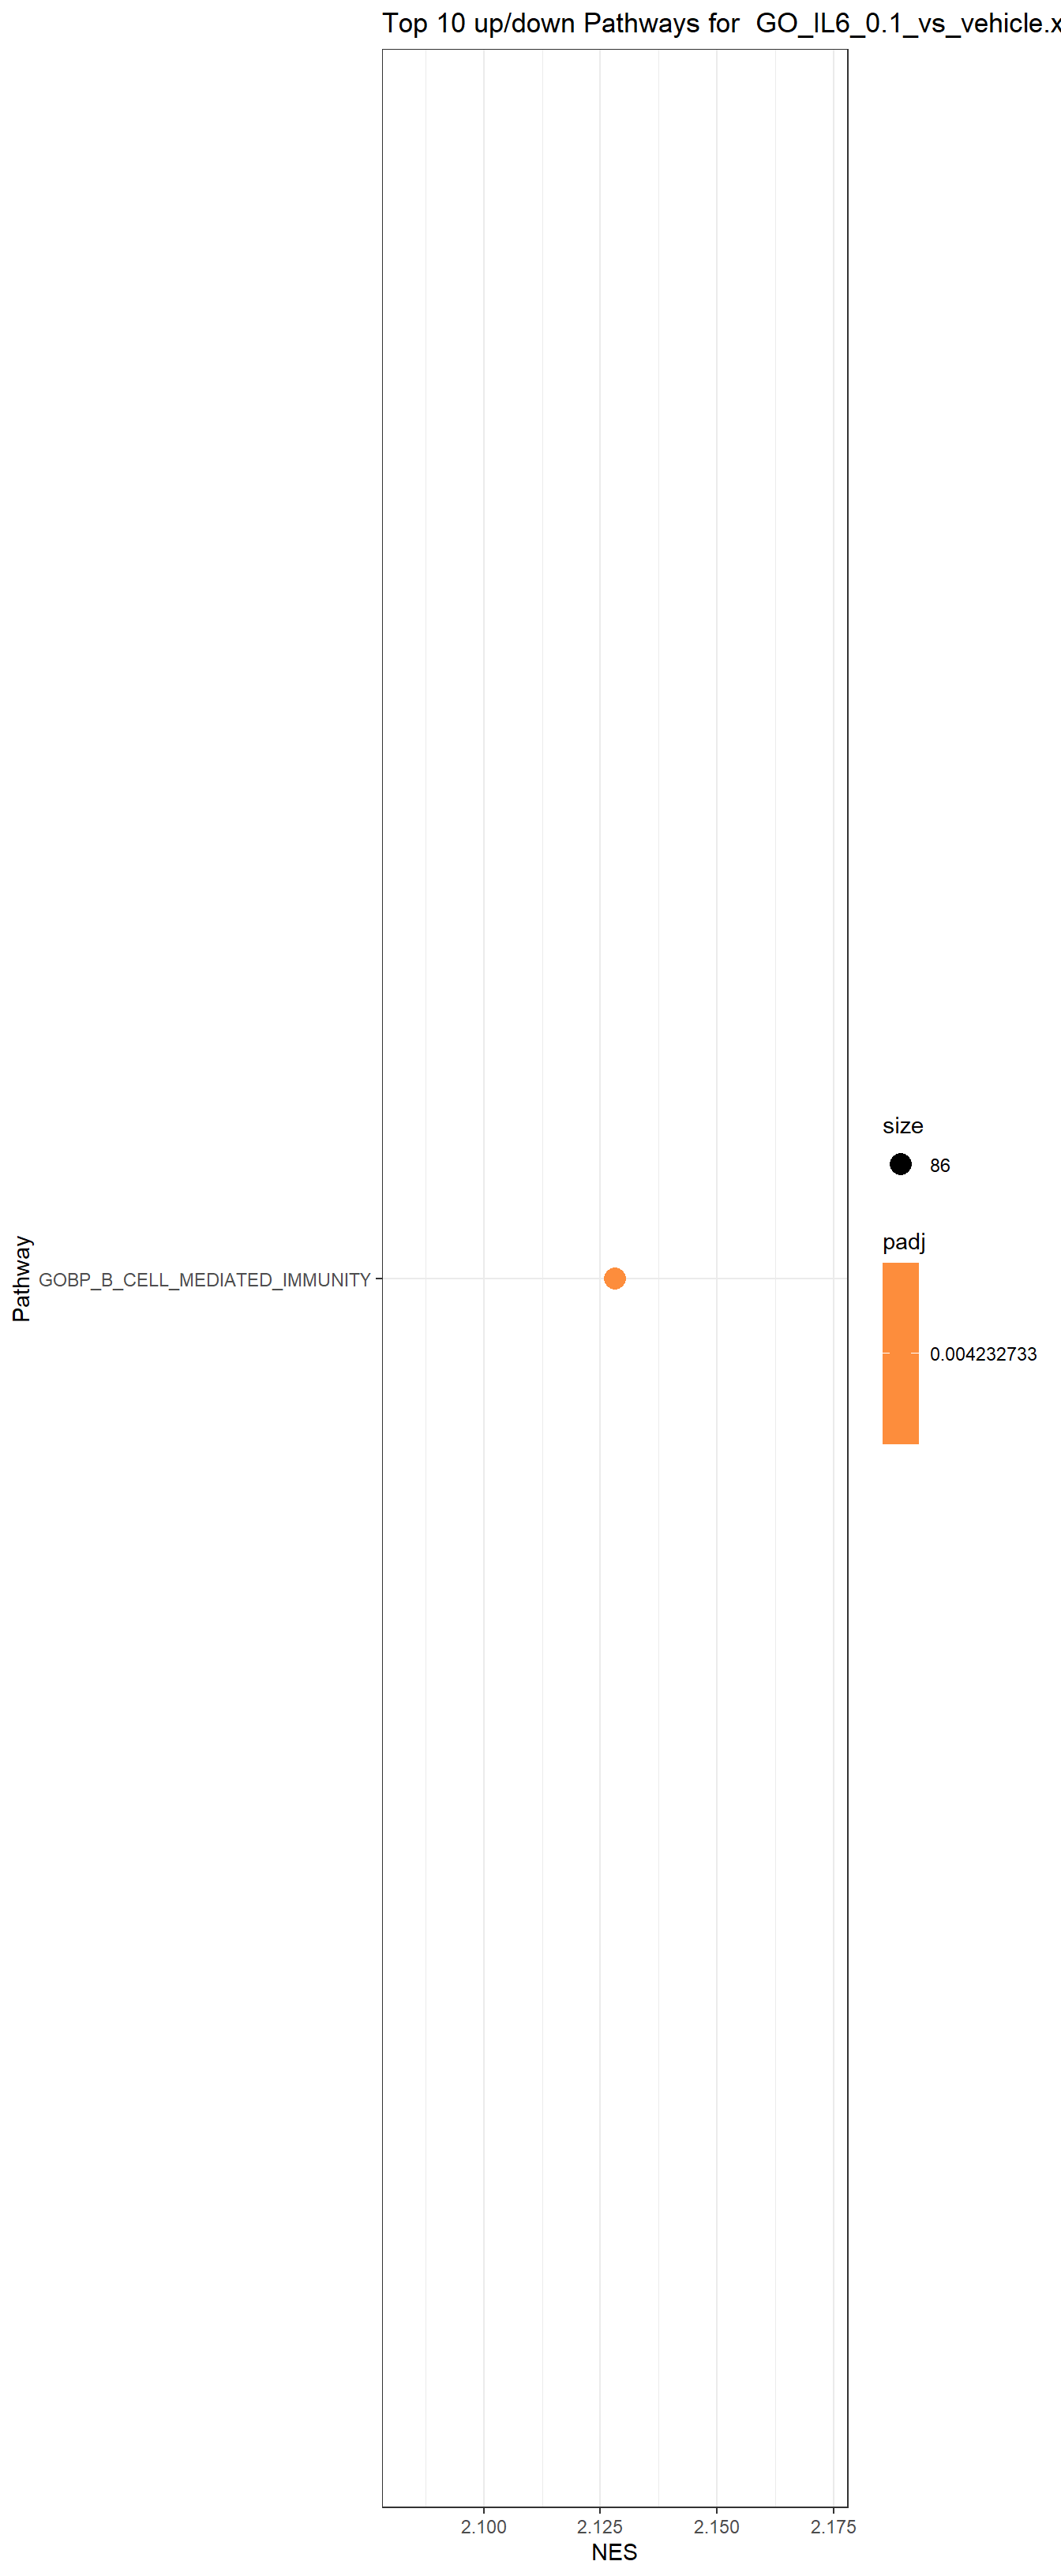 Top 10 up/down Pathways for  GO_IL6_0.1_vs_vehicle.x
size
86
padj
0.004232733
Pathway
GOBP_B_CELL_MEDIATED_IMMUNITY
2.100
2.125
2.150
2.175
NES